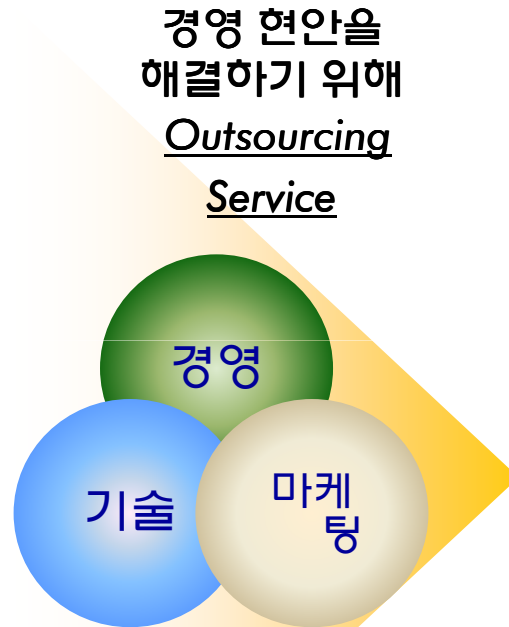 경영 현안을
해결하기 위해
Outsourcing
Service
경영
기술
마케
팅